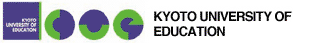 KYOTO
UNIVERSITY OF
EDUCATION
KYOTO UNIVERSITY OF
EDUCATION